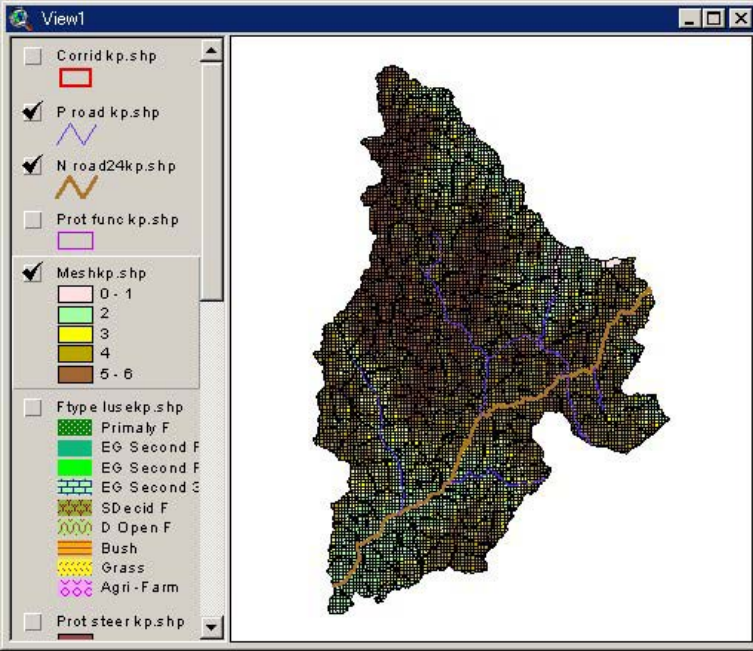 View1
Corrid kp.shp
P road kp.shp
N road24kp.shp
Prot func kp.shp
Meshkp.shp
0 - 1
2
3
4
5 - 6
Ftype lusekp.shp
Primaly F
EG Second F
EG Second F
EG Second 3
SDecid F
D Open F
Bush
Grass
Agri-Farm
Prot steer kp.shp